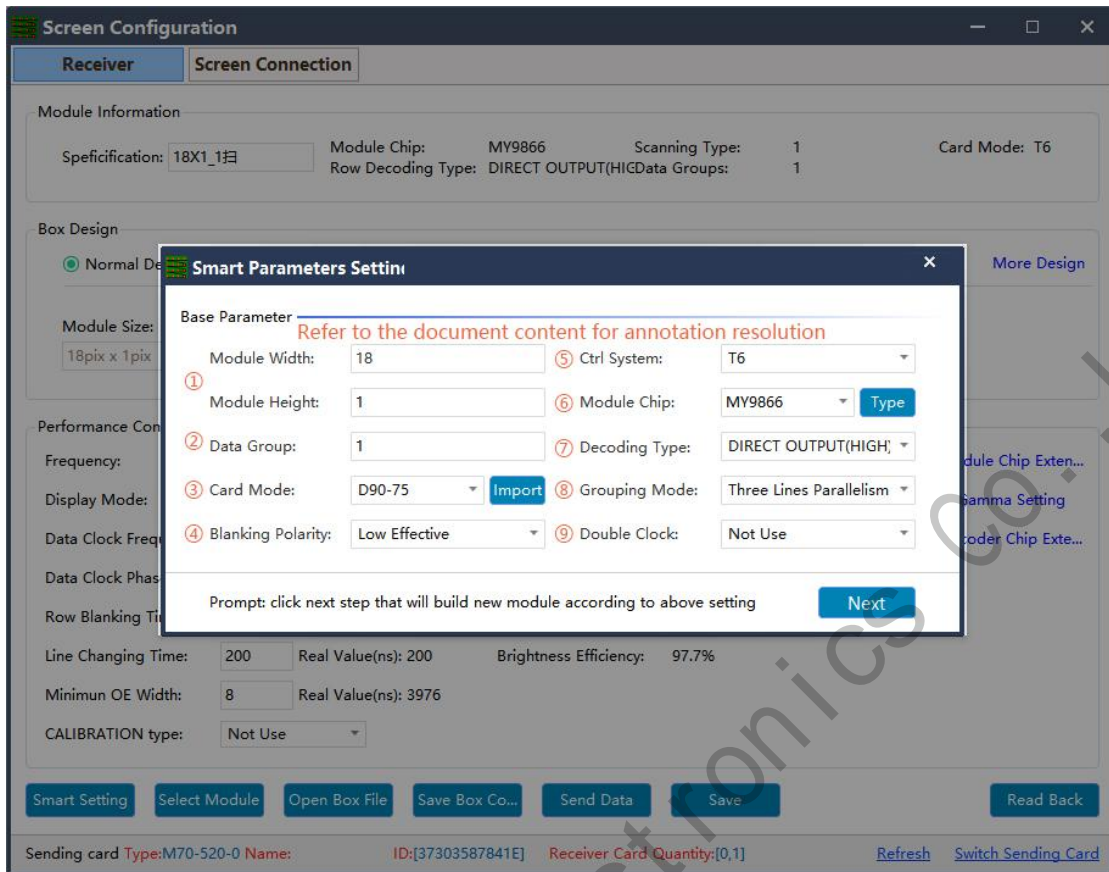 Screen Configuration
Receiver Screen Connection
Module Information
Speficification: 18X1_1扫 Module Chip: MY9866 Scanning Type: 1 Card Mode: T6
Row Decoding Type: DIRECT OUTPUT(HIGData Groups: 1
Box Design
Normal De More Design
Smart Parameters Settin
Module Size:
18pix x 1pix
Base Parameter
Refer to the document content for annotation resolution
① Module Width: 18 ⑤ Ctrl System: T6
Module Height: 1 ⑥ Module Chip: MY9866 Type
② Data Group: 1 ⑦ Decoding Type: DIRECT OUTPUT(HIGH)
③ Card Mode: D90-75 Import ⑧ Grouping Mode: Three Lines Parallelism
④ Blanking Polarity: Low Effective ⑨ Double Clock: Not Use
Prompt: click next step that will build new module according to above setting Next
Performance Con
Frequency: dule Chip Exten...
Display Mode: Gamma Setting
Data Clock Frequ coder Chip Exte...
Data Clock Phas
Row Blanking Ti
Line Changing Time: 200 Real Value(ns): 200 Brightness Efficiency: 97.7%
Minimun OE Width: 8 Real Value(ns): 3976
CALIBRATION type: Not Use
Smart Setting Select Module Open Box File Save Box Co... Send Data Save Read Back
Sending card Type:M70-520-0 Name: ID:[37303587841E] Receiver Card Quantity:[0,1] Refresh Switch Sending Card
stronics Co., L